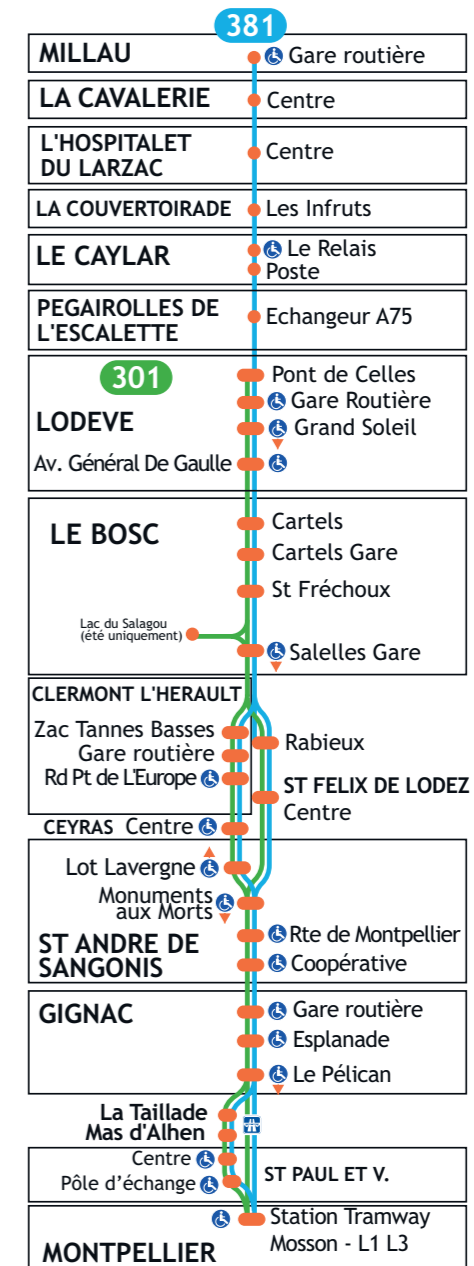 381
MILLAU
Gare routière
LA CAVALERIE
Centre
L'HOSPITALET
DU LARZAC
Centre
LA COUVERTOIRADE
Les Infruts
LE CAYLAR
Le Relais
Poste
PEGAIROLLES DE
L'ESCALETTE
Echangeur A75
301
LODEVE
Pont de Celles
Gare Routière
Grand Soleil
Av. Général De Gaulle
LE BOSC
Cartels
Cartels Gare
St Fréchoux
Lac du Salagou
(été uniquement)
Salelles Gare
CLERMONT L'HERAULT
Zac Tannes Basses
Gare routière
Rd Pt de L'Europe
Rabieux
ST FELIX DE LODEZ
Centre
CEYRAS Centre
Lot Lavergne
Monuments
aux Morts
ST ANDRE DE
SANGONIS
Rte de Montpellier
Coopérative
GIGNAC
Gare routière
Esplanade
Le Pélican
La Taillade
Mas d'Alhen
Centre
Pôle d'échange
ST PAUL ET V.
MONTPELLIER
Station Tramway
Mosson - L1 L3